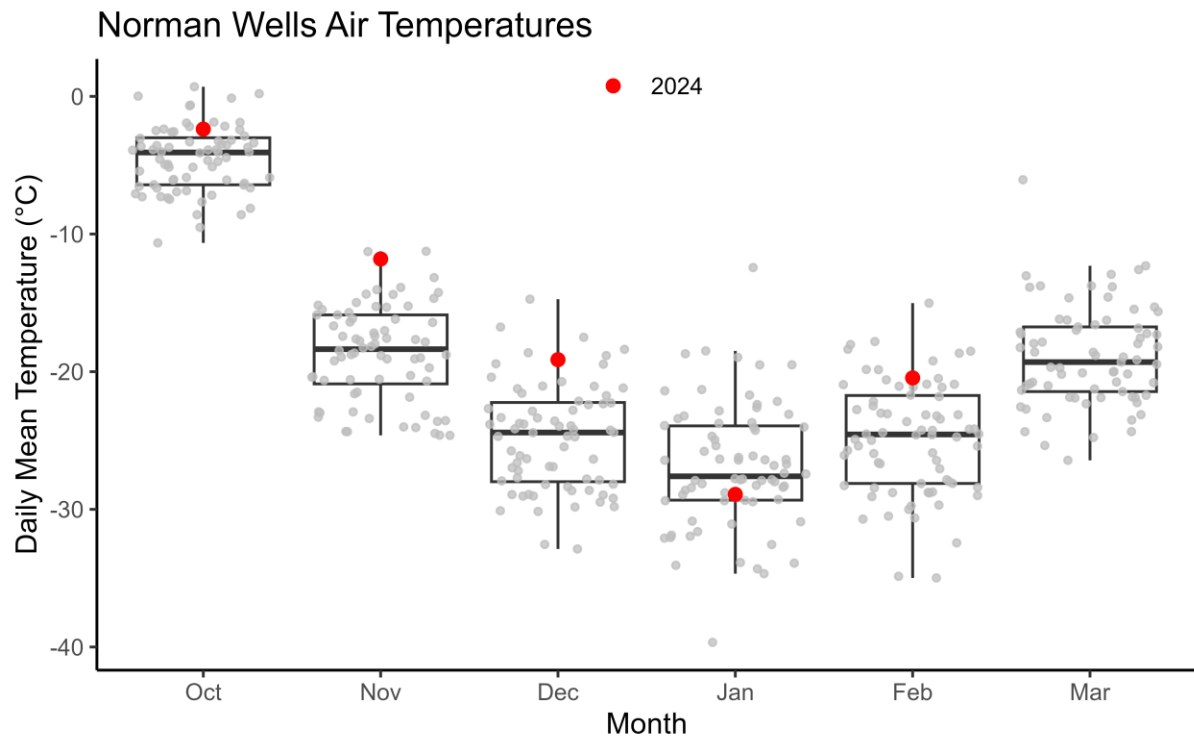 Norman Wells Air Temperatures
2024
Daily Mean Temperature (°C)
0
-10
-20
-30
-40
Oct Nov Dec Jan Feb Mar
Month